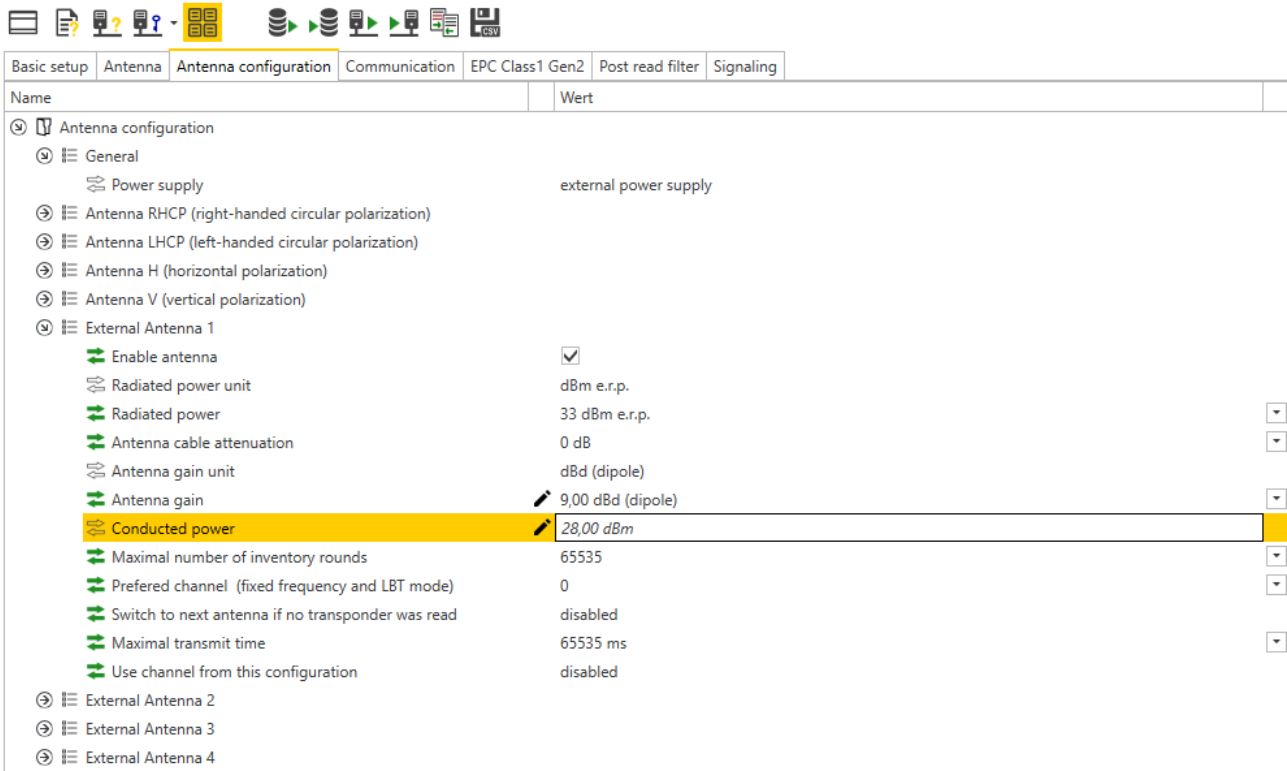 ? ? CSV
Basic setup Antenna Antenna configuration Communication EPC Class1 Gen2 Post read filter Signaling
Name Wert
Antenna configuration
General
Power supply external power supply
Antenna RHCP (right-handed circular polarization)
Antenna LHCP (left-handed circular polarization)
Antenna H (horizontal polarization)
Antenna V (vertical polarization)
External Antenna 1
Enable antenna
Radiated power unit dBm e.r.p.
Radiated power 33 dBm e.r.p.
Antenna cable attenuation 0 dB
Antenna gain unit dBd (dipole)
Antenna gain 9,00 dBd (dipole)
Conducted power 28,00 dBm
Maximal number of inventory rounds 65535
Prefered channel (fixed frequency and LBT mode) 0
Switch to next antenna if no transponder was read disabled
Maximal transmit time 65535 ms
Use channel from this configuration disabled
External Antenna 2
External Antenna 3
External Antenna 4